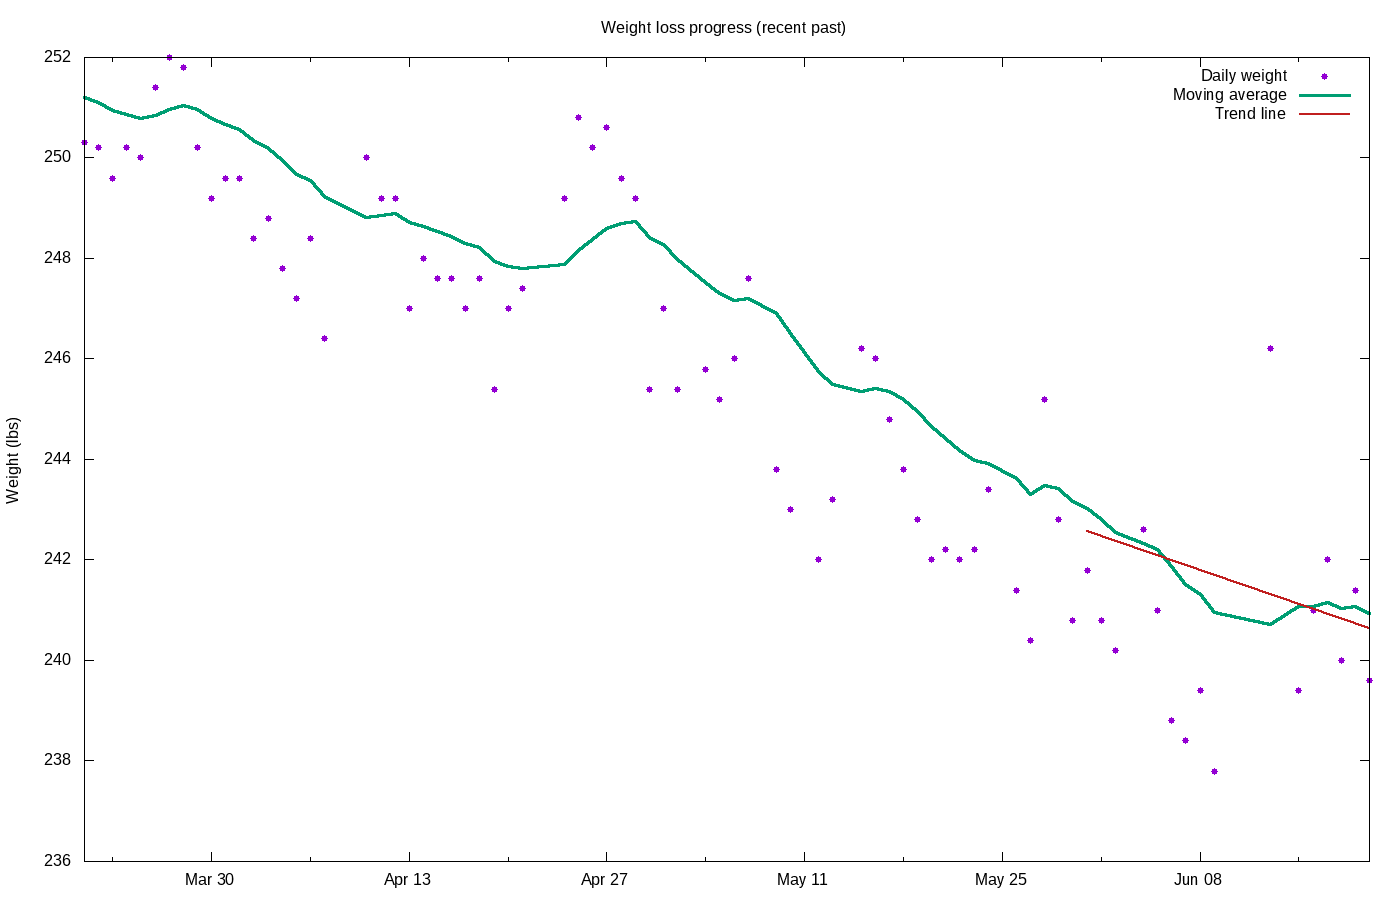 Weight loss progress (recent past)
252
250
248
246
244
242
240
238
236
Weight (lbs)
Daily weight
Moving average
Trend line
Mar 30
Apr 13
Apr 27
May 11
May 25
Jun 08